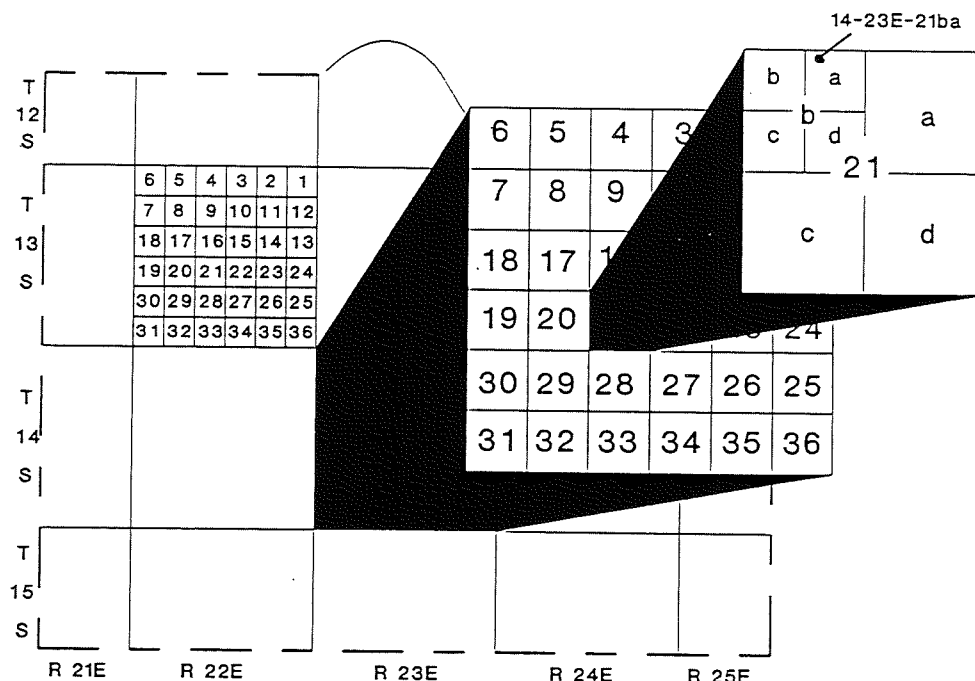 14-23E-21ba
T
12
S
T
13
S
T
14
S
T
15
S
6 5 4 3 2 1
7 8 9 10 11 12
18 17 16 15 14 13
19 20 21 22 23 24
30 29 28 27 26 25
31 32 33 34 35 36
6 5 4 3
7 8 9
18 17 1
19 20 24
30 29 28 27 26 25
31 32 33 34 35 36
b a
b
c d
a
21
c d
R 21E R 22E R 23E R 24E R 25E